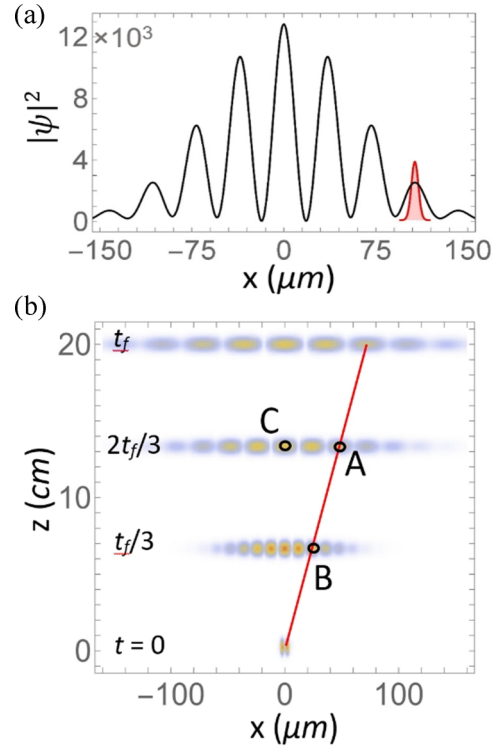 (a)
12 ×10³
8
4
0
|ψ|²
−150 −75 0 75 150
x (μm)
(b)
t_f
20
C
2t_f/3
A
z (cm)
10
t_f/3
B
0
t = 0
−100 0 100
x (μm)